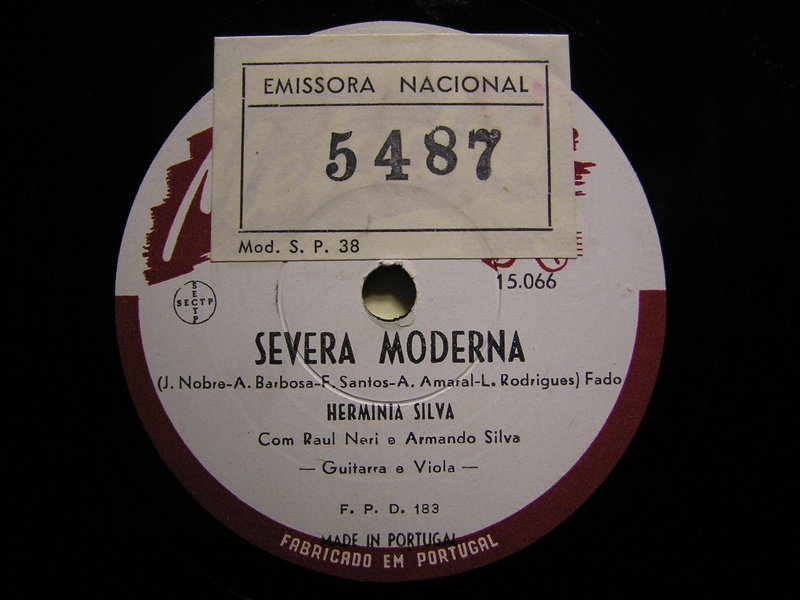 EMISSORA NACIONAL
5487
Mod. S. P. 38
15.066
SECTP
SECTP
SEVERA MODERNA
(J. Nobre-A. Barbosa-F. Santos-A. Amaral-L. Rodrigues) Fado
HERMINIA SILVA
Com Raul Neri e Armando Silva
— Guitarra e Viola —
F. P. D. 183
MADE IN PORTUGAL
FABRICADO EM PORTUGAL